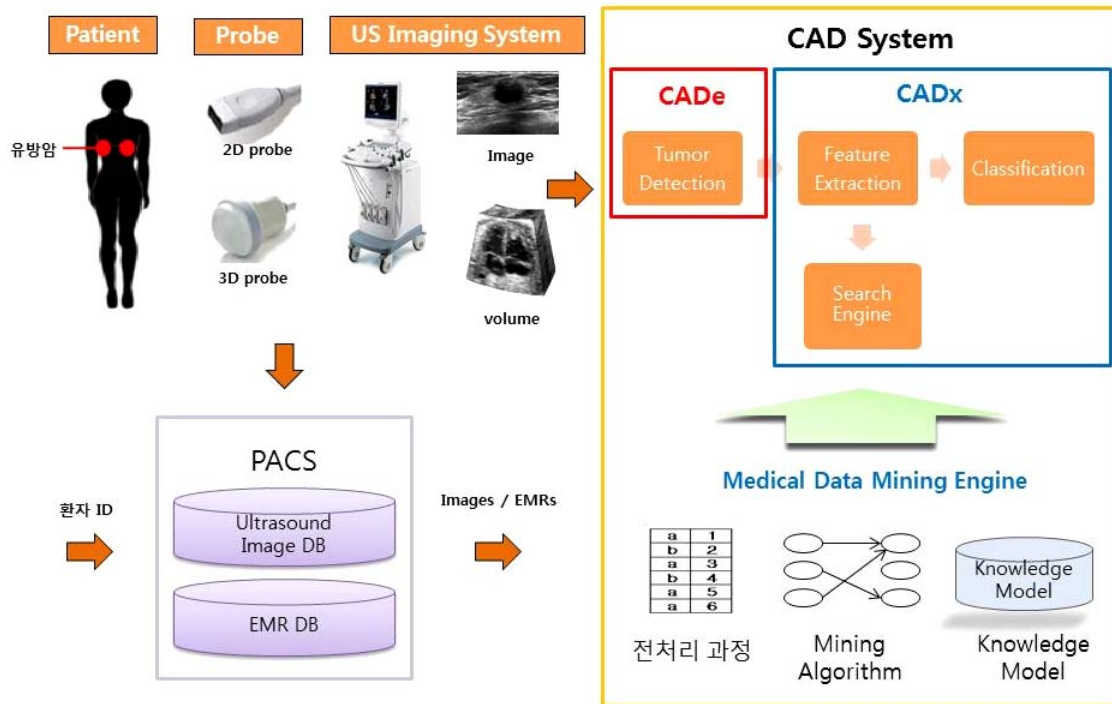 Patient
Probe
US Imaging System
유방암
2D probe
3D probe
Image
volume
CAD System
CADe
Tumor
Detection
CADx
Feature
Extraction
Classification
Search
Engine
환자 ID
PACS
Ultrasound
Image DB
EMR DB
Images / EMRs
Medical Data Mining Engine
a 1
b 2
a 3
b 4
a 5
a 6
전처리 과정
Mining
Algorithm
Knowledge
Model
Knowledge
Model